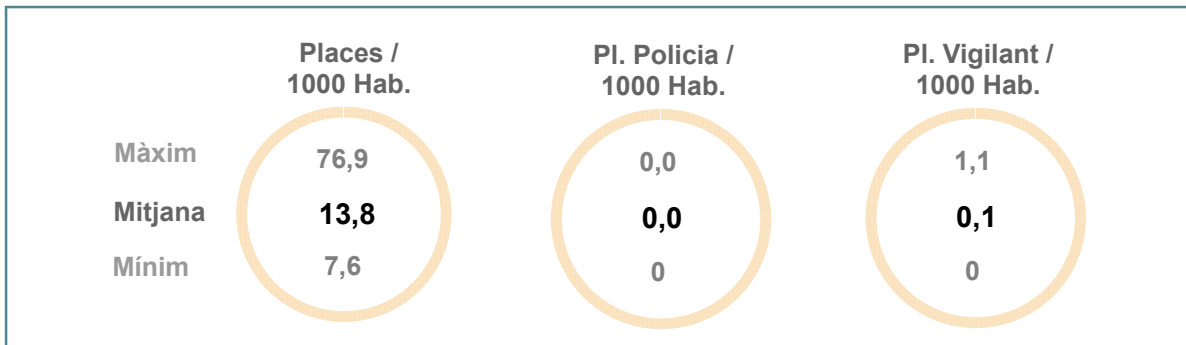 Places /
1000 Hab.
Pl. Policia /
1000 Hab.
Pl. Vigilant /
1000 Hab.
Màxim 76,9 0,0 1,1
Mitjana 13,8 0,0 0,1
Mínim 7,6 0 0